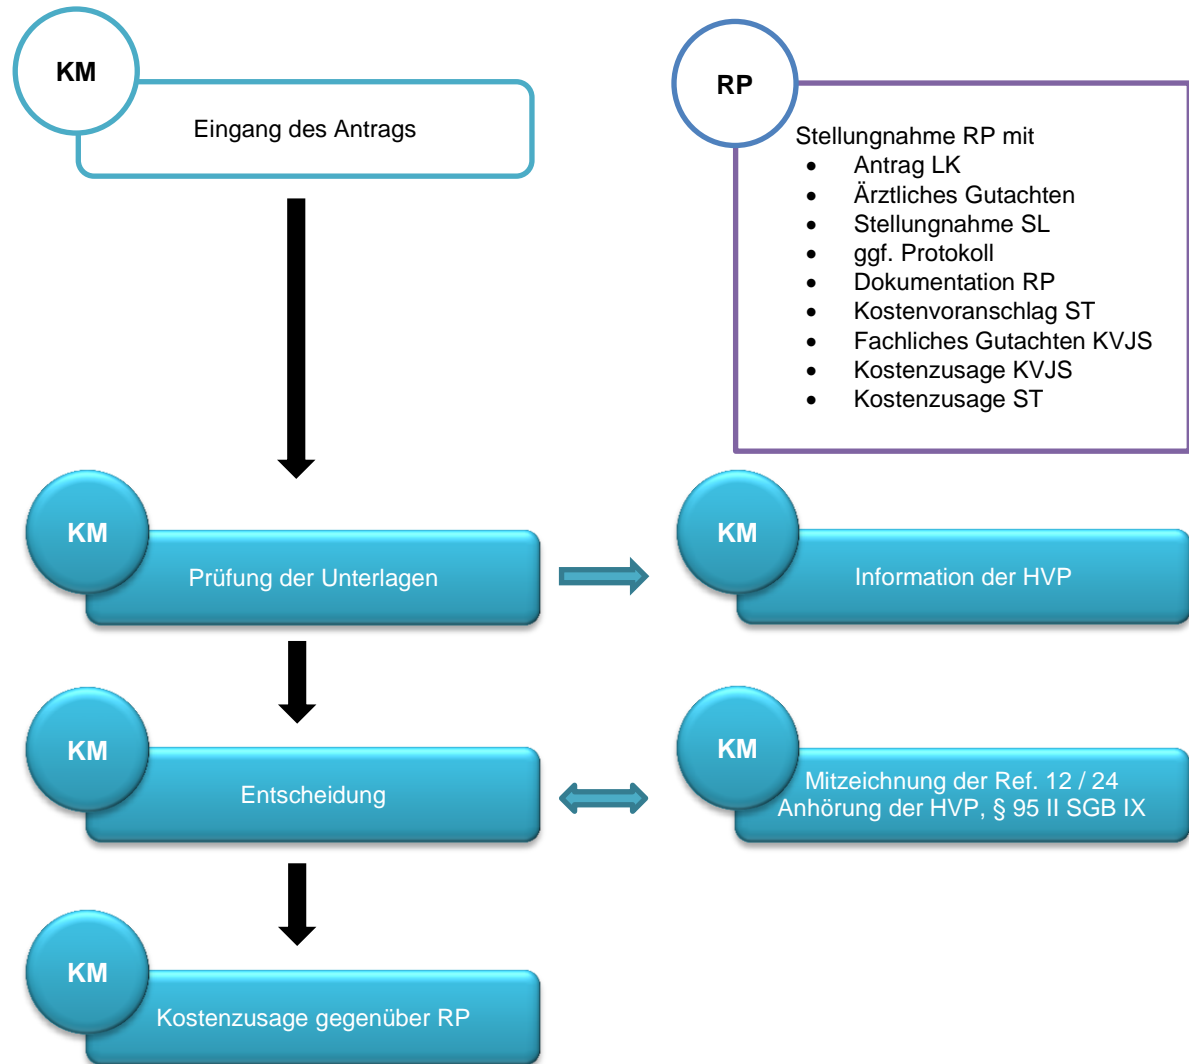 KM
Eingang des Antrags
RP
Stellungnahme RP mit
• Antrag LK
• Ärztliches Gutachten
• Stellungnahme SL
• ggf. Protokoll
• Dokumentation RP
• Kostenvoranschlag ST
• Fachliches Gutachten KVJS
• Kostenzusage KVJS
• Kostenzusage ST
KM
Prüfung der Unterlagen
KM
Information der HVP
KM
Entscheidung
KM
Mitzeichnung der Ref. 12 / 24
Anhörung der HVP, § 95 II SGB IX
KM
Kostenzusage gegenüber RP